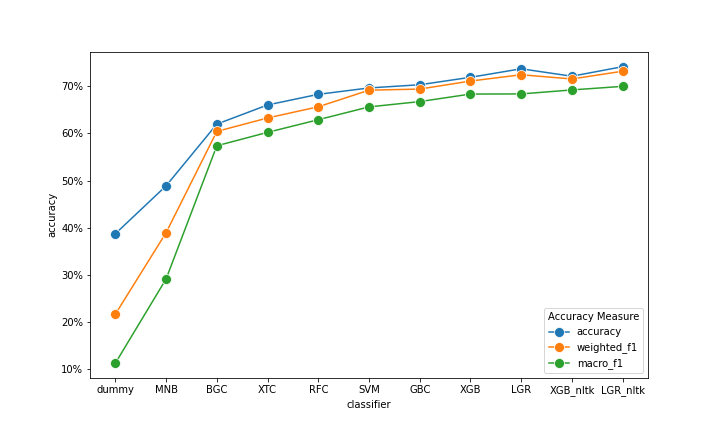 70%
60%
50%
40%
30%
20%
10%
accuracy
dummy MNB BGC XTC RFC SVM GBC XGB LGR XGB_nltk LGR_nltk
classifier
Accuracy Measure
accuracy
weighted_f1
macro_f1